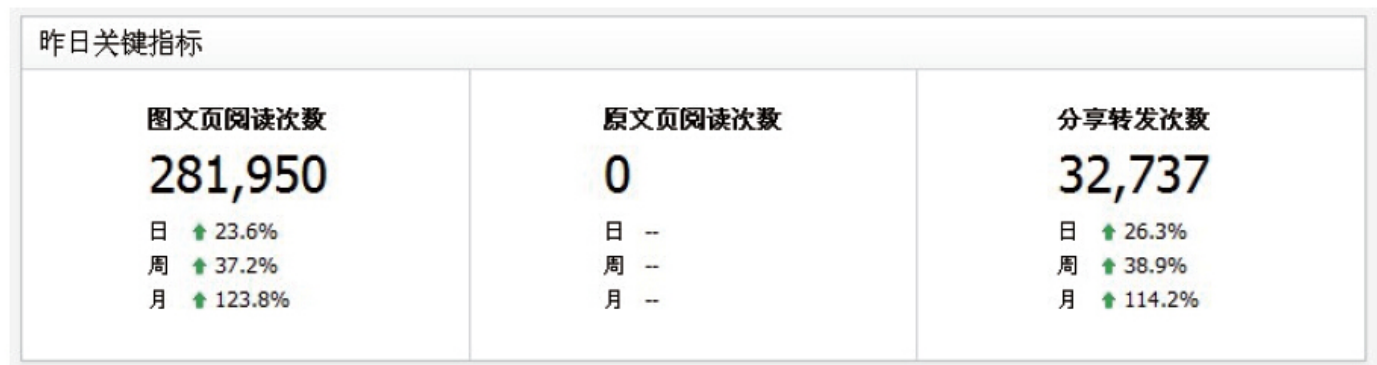 昨日关键指标
图文页阅读次数
281,950
日 23.6%
周 37.2%
月 123.8%
原文页阅读次数
0
日 --
周 --
月 --
分享转发次数
32,737
日 26.3%
周 38.9%
月 114.2%